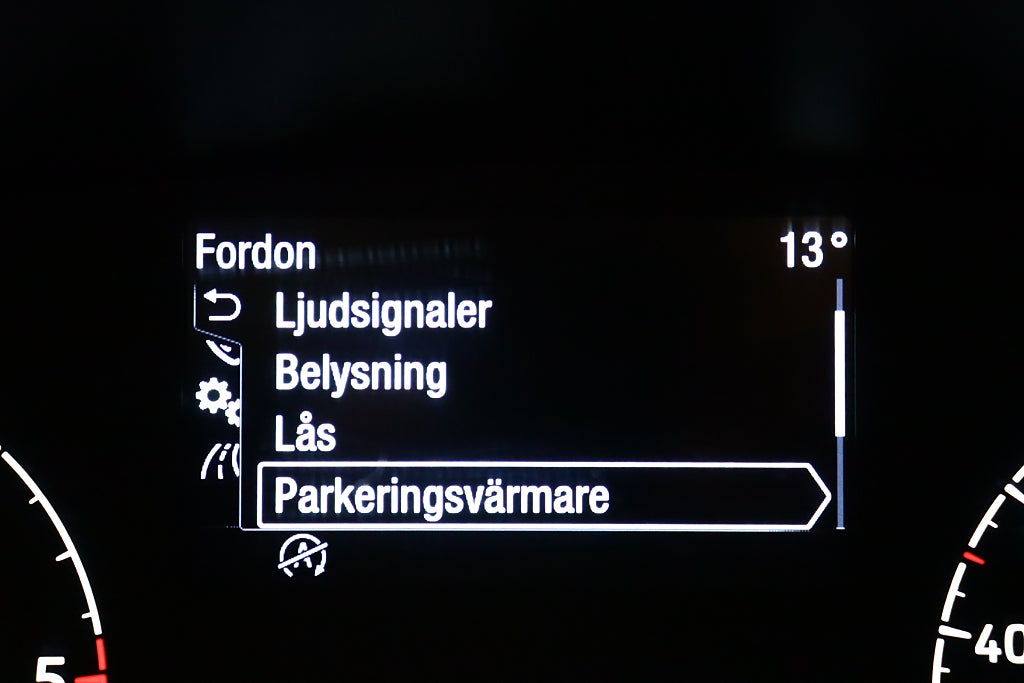 Fordon 13°
Ljudsignaler
Belysning
Lås
Parkeringsvärmare
A
5 40